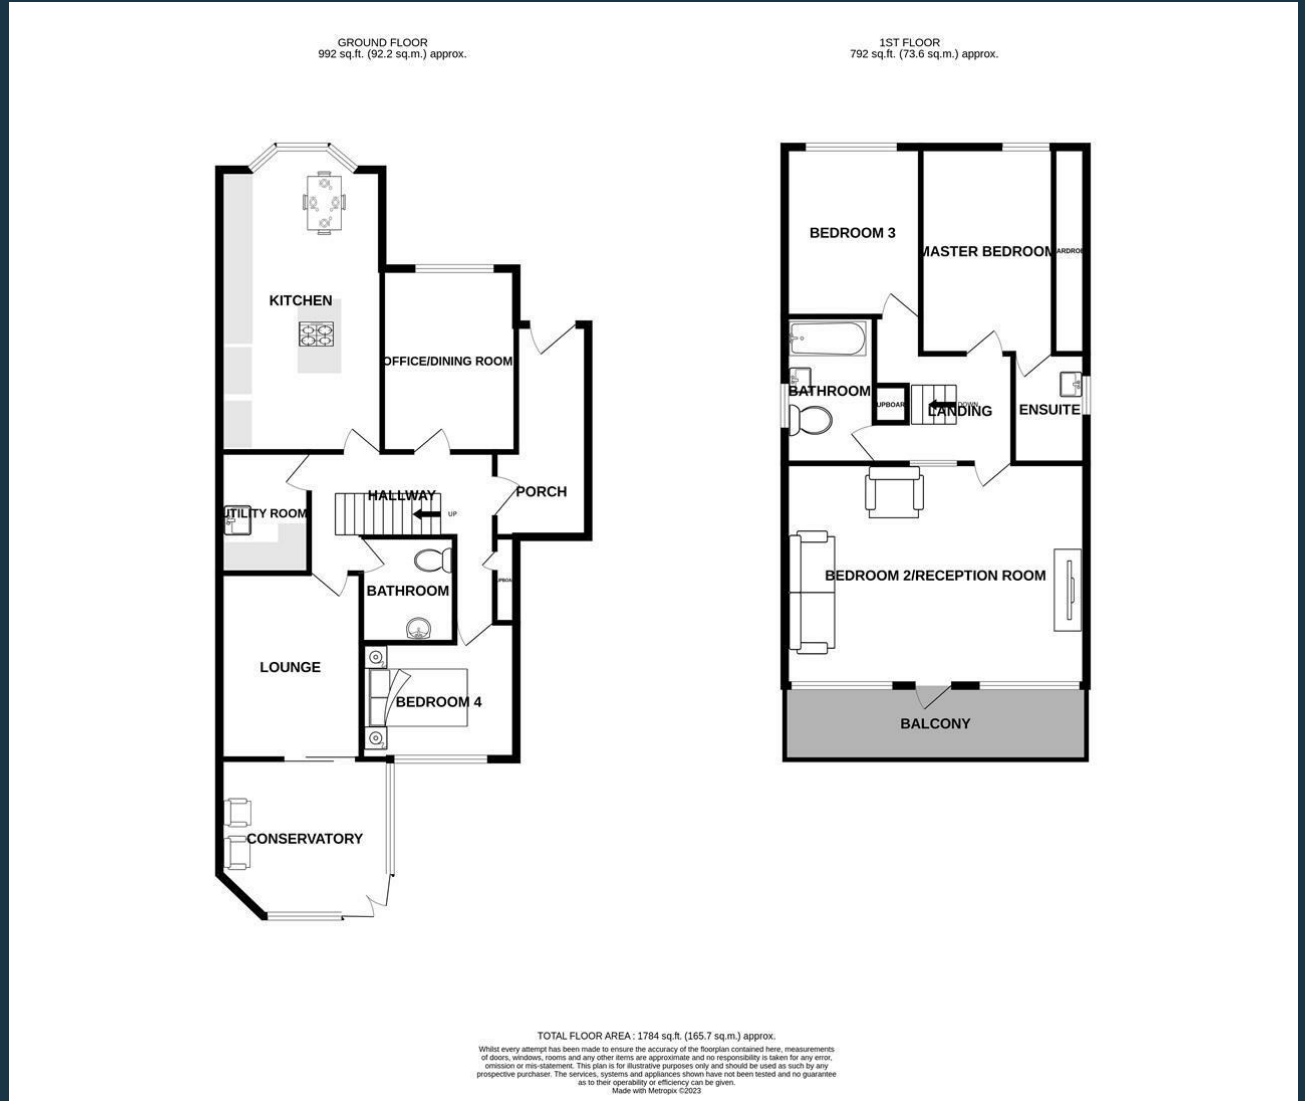 GROUND FLOOR
992 sq.ft. (92.2 sq.m.) approx.
KITCHEN
OFFICE/DINING ROOM
HALLWAY
UP
PORCH
UTILITY ROOM
BATHROOM
LOUNGE
BEDROOM 4
CONSERVATORY
1ST FLOOR
792 sq.ft. (73.6 sq.m.) approx.
BEDROOM 3
MASTER BEDROOM
ARDROB
BATHROOM
UPBOAR
DOWN
LANDING
ENSUITE
BEDROOM 2/RECEPTION ROOM
BALCONY
TOTAL FLOOR AREA : 1784 sq.ft. (165.7 sq.m.) approx.
Whilst every attempt has been made to ensure the accuracy of the floorplan contained here, measurements
of doors, windows, rooms and any other items are approximate and no responsibility is taken for any error,
omission or mis-statement. This plan is for illustrative purposes only and should be used as such by any
prospective purchaser. The services, systems and appliances shown have not been tested and no guarantee
as to their operability or efficiency can be given.
Made with Metropix ©2023